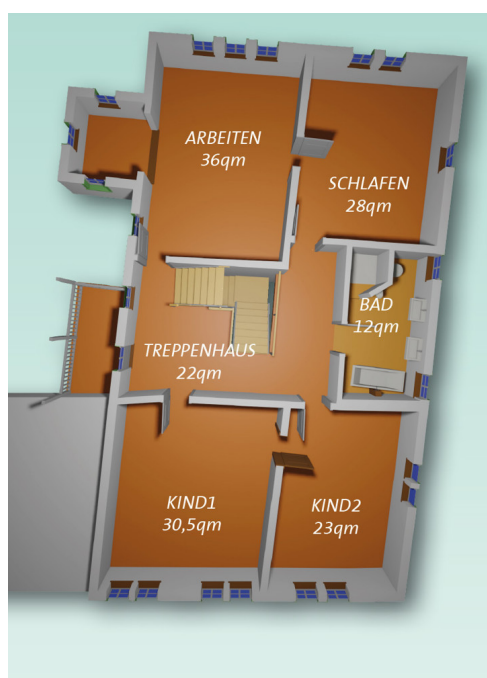 ARBEITEN
36qm
SCHLAFEN
28qm
BAD
12qm
TREPPENHAUS
22qm
KIND1
30,5qm
KIND2
23qm